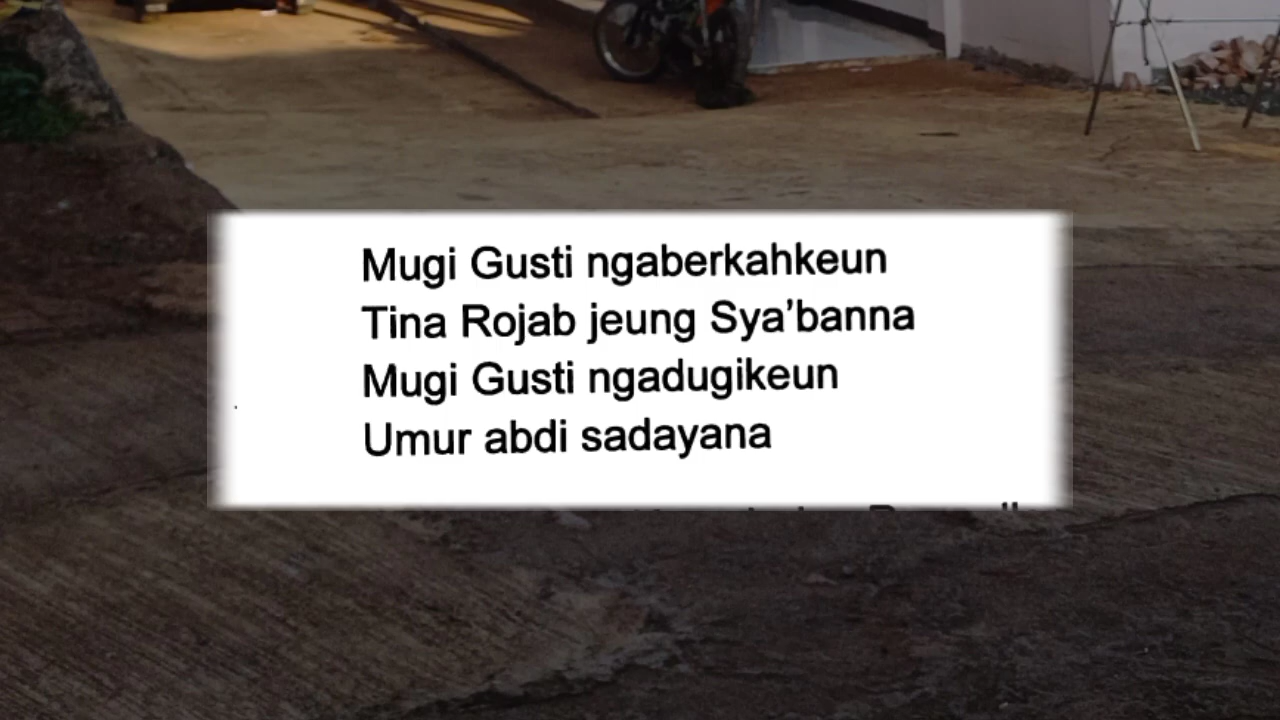 Mugi Gusti ngaberkahkeun
Tina Rojab jeung Sya’banna
Mugi Gusti ngadugikeun
Umur abdi sadayana